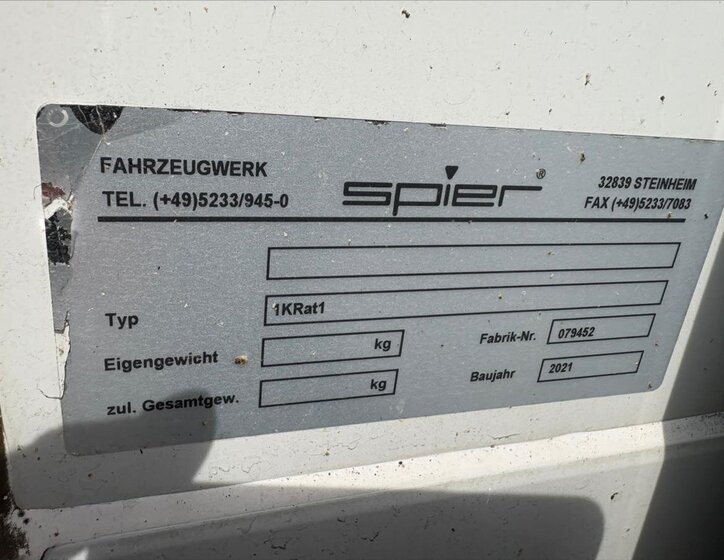 FAHRZEUGWERK
TEL. (+49)5233/945-0
spier®
32839 STEINHEIM
FAX (+49)5233/7083
Typ 1KRat1
Eigengewicht kg
Fabrik-Nr. 079452
zul. Gesamtgew. kg
Baujahr 2021